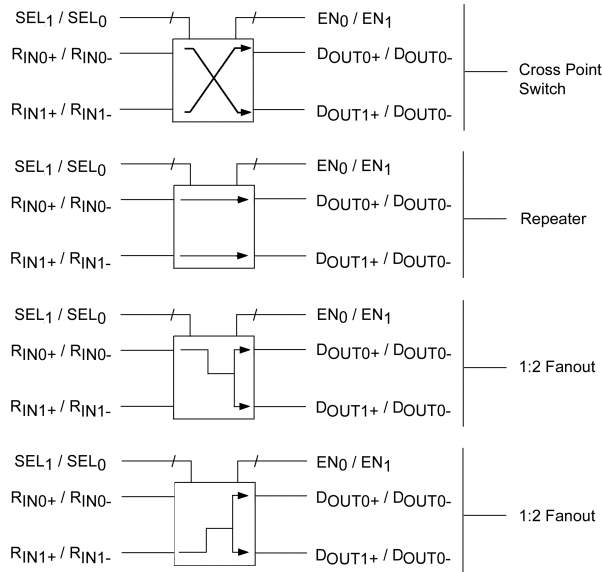 SEL1 / SEL0 EN0 / EN1
RIN0+ / RIN0- DOUT0+ / DOUT0-
Cross Point
Switch
RIN1+ / RIN1- DOUT1+ / DOUT0-
SEL1 / SEL0 EN0 / EN1
RIN0+ / RIN0- DOUT0+ / DOUT0-
Repeater
RIN1+ / RIN1- DOUT1+ / DOUT0-
SEL1 / SEL0 EN0 / EN1
RIN0+ / RIN0- DOUT0+ / DOUT0-
1:2 Fanout
RIN1+ / RIN1- DOUT1+ / DOUT0-
SEL1 / SEL0 EN0 / EN1
RIN0+ / RIN0- DOUT0+ / DOUT0-
1:2 Fanout
RIN1+ / RIN1- DOUT1+ / DOUT0-